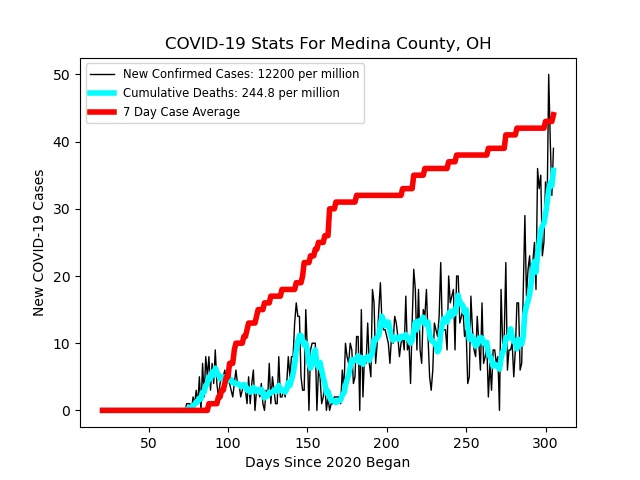 COVID-19 Stats For Medina County, OH
New Confirmed Cases: 12200 per million
Cumulative Deaths: 244.8 per million
7 Day Case Average
50
40
30
20
10
0
New COVID-19 Cases
50 100 150 200 250 300
Days Since 2020 Began